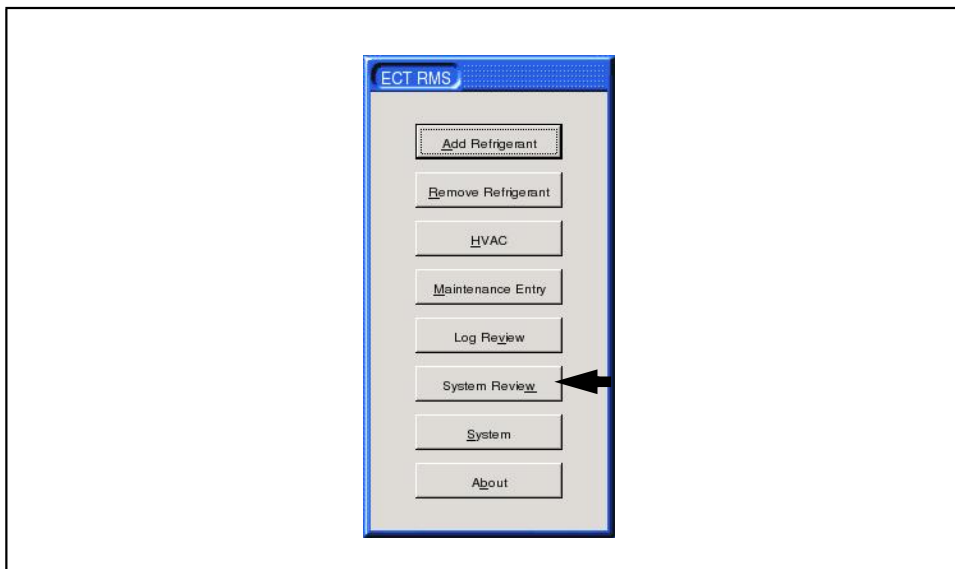 ECT RMS
Add Refrigerant
Remove Refrigerant
HVAC
Maintenance Entry
Log Review
System Review
System
About